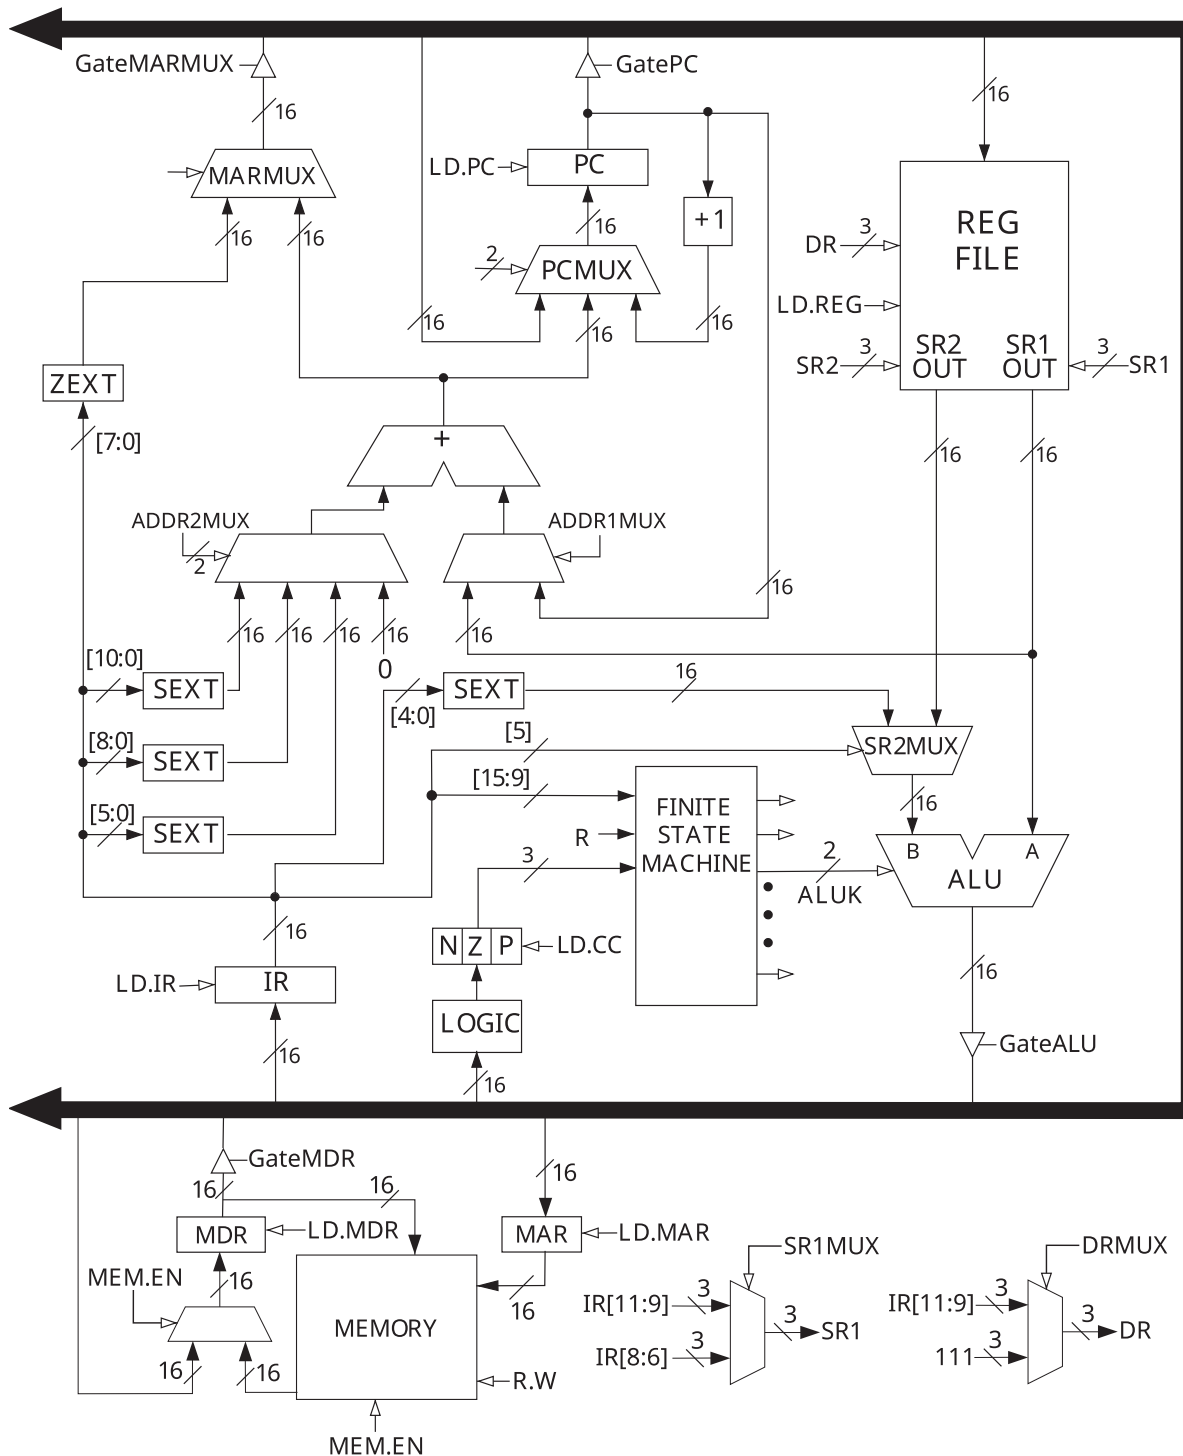 GateMARMUX
GatePC
16
16
MARMUX
LD.PC
PC
+1
REG
FILE
16
16
16
2
PCMUX
DR
3
LD.REG
16
16
16
SR2
3
SR2
OUT
SR1
OUT
3
SR1
ZEXT
[7:0]
+
16
16
ADDR2MUX
2
ADDR1MUX
16
16
16
16
16
16
0
[10:0]
SEXT
[4:0]
SEXT
16
[8:0]
SEXT
[5]
SR2MUX
[15:9]
16
[5:0]
SEXT
R
3
FINITE
STATE
MACHINE
2
ALUK
B
A
ALU
16
N Z P
LD.CC
LD.IR
IR
LOGIC
16
16
16
GateALU
GateMDR
16
16
16
MDR
LD.MDR
MAR
LD.MAR
MEM.EN
16
16
MEMORY
16
16
R.W
MEM.EN
SR1MUX
IR[11:9]
3
3
SR1
IR[8:6]
3
DRMUX
IR[11:9]
3
3
DR
111
3